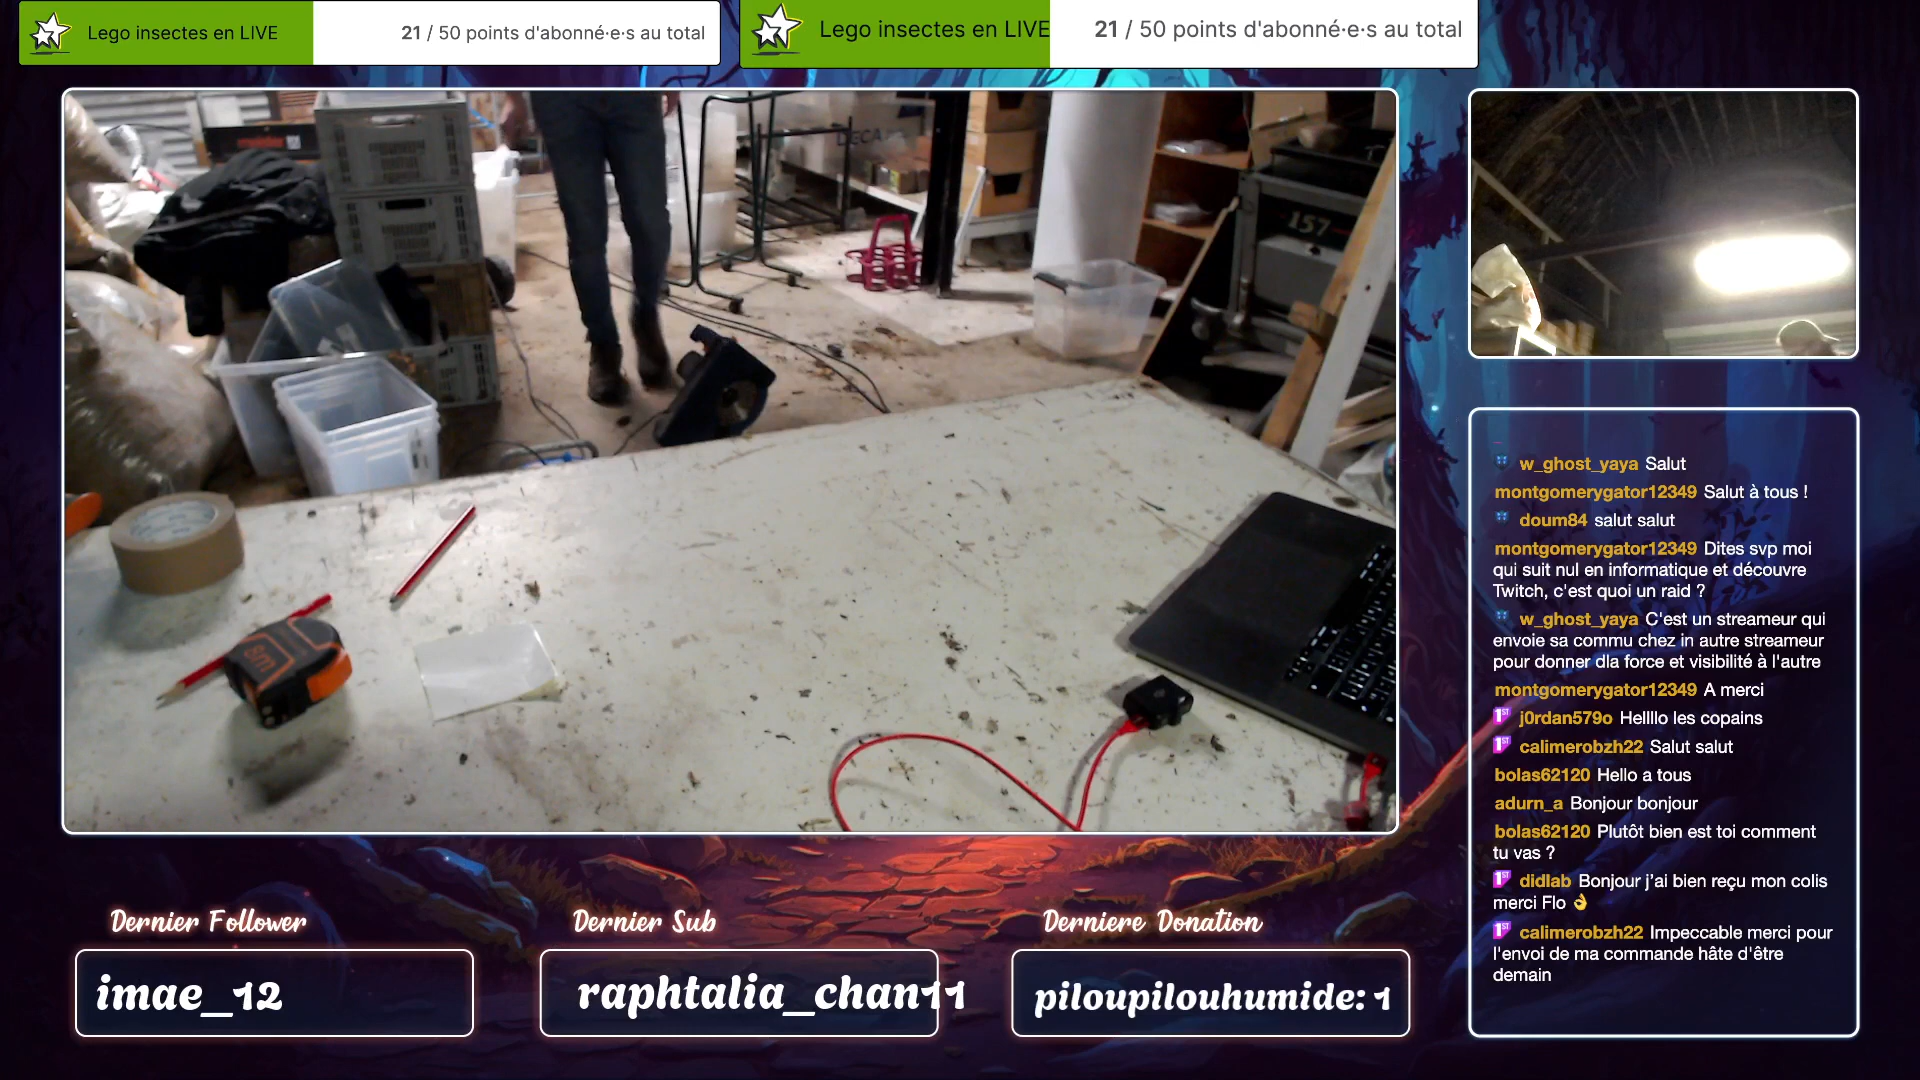 Lego insectes en LIVE
21 / 50 points d'abonné·e·s au total
Lego insectes en LIVE
21 / 50 points d'abonné·e·s au total
157
8m
w_ghost_yaya Salut
montgomerygator12349 Salut à tous !
doum84 salut salut
montgomerygator12349 Dites svp moi
qui suit nul en informatique et découvre
Twitch, c'est quoi un raid ?
w_ghost_yaya C'est un streameur qui
envoie sa commu chez in autre streameur
pour donner dla force et visibilité à l'autre
montgomerygator12349 A merci
1ST j0rdan579o Hellllo les copains
1ST calimerobzh22 Salut salut
bolas62120 Hello a tous
adurn_a Bonjour bonjour
bolas62120 Plutôt bien est toi comment
tu vas ?
1ST didlab Bonjour j'ai bien reçu mon colis
merci Flo 👌
1ST calimerobzh22 Impeccable merci pour
l'envoi de ma commande hâte d'être
demain
Dernier Follower
imae_12
Dernier Sub
raphtalia_chan11
Derniere Donation
piloupilouhumide: 1